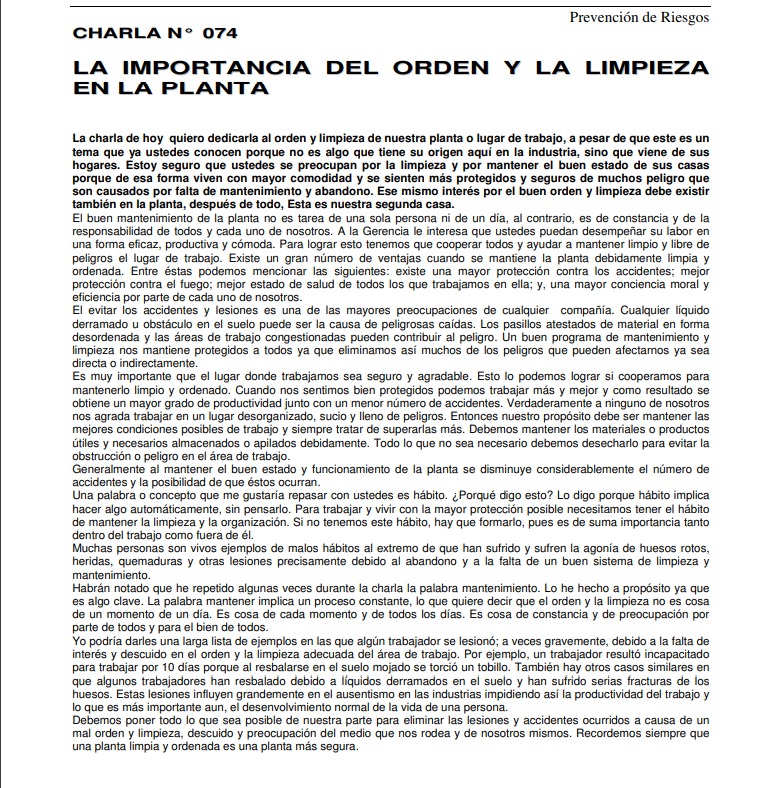 Prevención de Riesgos
CHARLA N° 074
LA IMPORTANCIA DEL ORDEN Y LA LIMPIEZA
EN LA PLANTA
La charla de hoy quiero dedicarla al orden y limpieza de nuestra planta o lugar de trabajo, a pesar de que este es un
tema que ya ustedes conocen porque no es algo que tiene su origen aquí en la industria, sino que viene de sus
hogares. Estoy seguro que ustedes se preocupan por la limpieza y por mantener el buen estado de sus casas
porque de esa forma viven con mayor comodidad y se sienten más protegidos y seguros de muchos peligro que
son causados por falta de mantenimiento y abandono. Ese mismo interés por el buen orden y limpieza debe existir
también en la planta, después de todo, Esta es nuestra segunda casa.
El buen mantenimiento de la planta no es tarea de una sola persona ni de un día, al contrario, es de constancia y de la
responsabilidad de todos y cada uno de nosotros. A la Gerencia le interesa que ustedes puedan desempeñar su labor en
una forma eficaz, productiva y cómoda. Para lograr esto tenemos que cooperar todos y ayudar a mantener limpio y libre de
peligros el lugar de trabajo. Existe un gran número de ventajas cuando se mantiene la planta debidamente limpia y
ordenada. Entre éstas podemos mencionar las siguientes: existe una mayor protección contra los accidentes; mejor
protección contra el fuego; mejor estado de salud de todos los que trabajamos en ella; y, una mayor conciencia moral y
eficiencia por parte de cada uno de nosotros.
El evitar los accidentes y lesiones es una de las mayores preocupaciones de cualquier compañía. Cualquier líquido
derramado u obstáculo en el suelo puede ser la causa de peligrosas caídas. Los pasillos atestados de material en forma
desordenada y las áreas de trabajo congestionadas pueden contribuir al peligro. Un buen programa de mantenimiento y
limpieza nos mantiene protegidos a todos ya que eliminamos así muchos de los peligros que pueden afectarnos ya sea
directa o indirectamente.
Es muy importante que el lugar donde trabajamos sea seguro y agradable. Esto lo podemos lograr si cooperamos para
mantenerlo limpio y ordenado. Cuando nos sentimos bien protegidos podemos trabajar más y mejor y como resultado se
obtiene un mayor grado de productividad junto con un menor número de accidentes. Verdaderamente a ninguno de nosotros
nos agrada trabajar en un lugar desorganizado, sucio y lleno de peligros. Entonces nuestro propósito debe ser mantener las
mejores condiciones posibles de trabajo y siempre tratar de superarlas más. Debemos mantener los materiales o productos
útiles y necesarios almacenados o apilados debidamente. Todo lo que no sea necesario debemos desecharlo para evitar la
obstrucción o peligro en el área de trabajo.
Generalmente al mantener el buen estado y funcionamiento de la planta se disminuye considerablemente el número de
accidentes y la posibilidad de que éstos ocurran.
Una palabra o concepto que me gustaría repasar con ustedes es hábito. ¿Porqué digo esto? Lo digo porque hábito implica
hacer algo automáticamente, sin pensarlo. Para trabajar y vivir con la mayor protección posible necesitamos tener el hábito
de mantener la limpieza y la organización. Si no tenemos este hábito, hay que formarlo, pues es de suma importancia tanto
dentro del trabajo como fuera de él.
Muchas personas son vivos ejemplos de malos hábitos al extremo de que han sufrido y sufren la agonía de huesos rotos,
heridas, quemaduras y otras lesiones precisamente debido al abandono y a la falta de un buen sistema de limpieza y
mantenimiento.
Habrán notado que he repetido algunas veces durante la charla la palabra mantenimiento. Lo he hecho a propósito ya que
es algo clave. La palabra mantener implica un proceso constante, lo que quiere decir que el orden y la limpieza no es cosa
de un momento de un día. Es cosa de cada momento y de todos los días. Es cosa de constancia y de preocupación por
parte de todos y para el bien de todos.
Yo podría darles una larga lista de ejemplos en las que algún trabajador se lesionó; a veces gravemente, debido a la falta de
interés y descuido en el orden y la limpieza adecuada del área de trabajo. Por ejemplo, un trabajador resultó incapacitado
para trabajar por 10 días porque al resbalarse en el suelo mojado se torció un tobillo. También hay otros casos similares en
que algunos trabajadores han resbalado debido a líquidos derramados en el suelo y han sufrido serias fracturas de los
huesos. Estas lesiones influyen grandemente en el ausentismo en las industrias impidiendo así la productividad del trabajo y
lo que es más importante aun, el desenvolvimiento normal de la vida de una persona.
Debemos poner todo lo que sea posible de nuestra parte para eliminar las lesiones y accidentes ocurridos a causa de un
mal orden y limpieza, descuido y preocupación del medio que nos rodea y de nosotros mismos. Recordemos siempre que
una planta limpia y ordenada es una planta más segura.